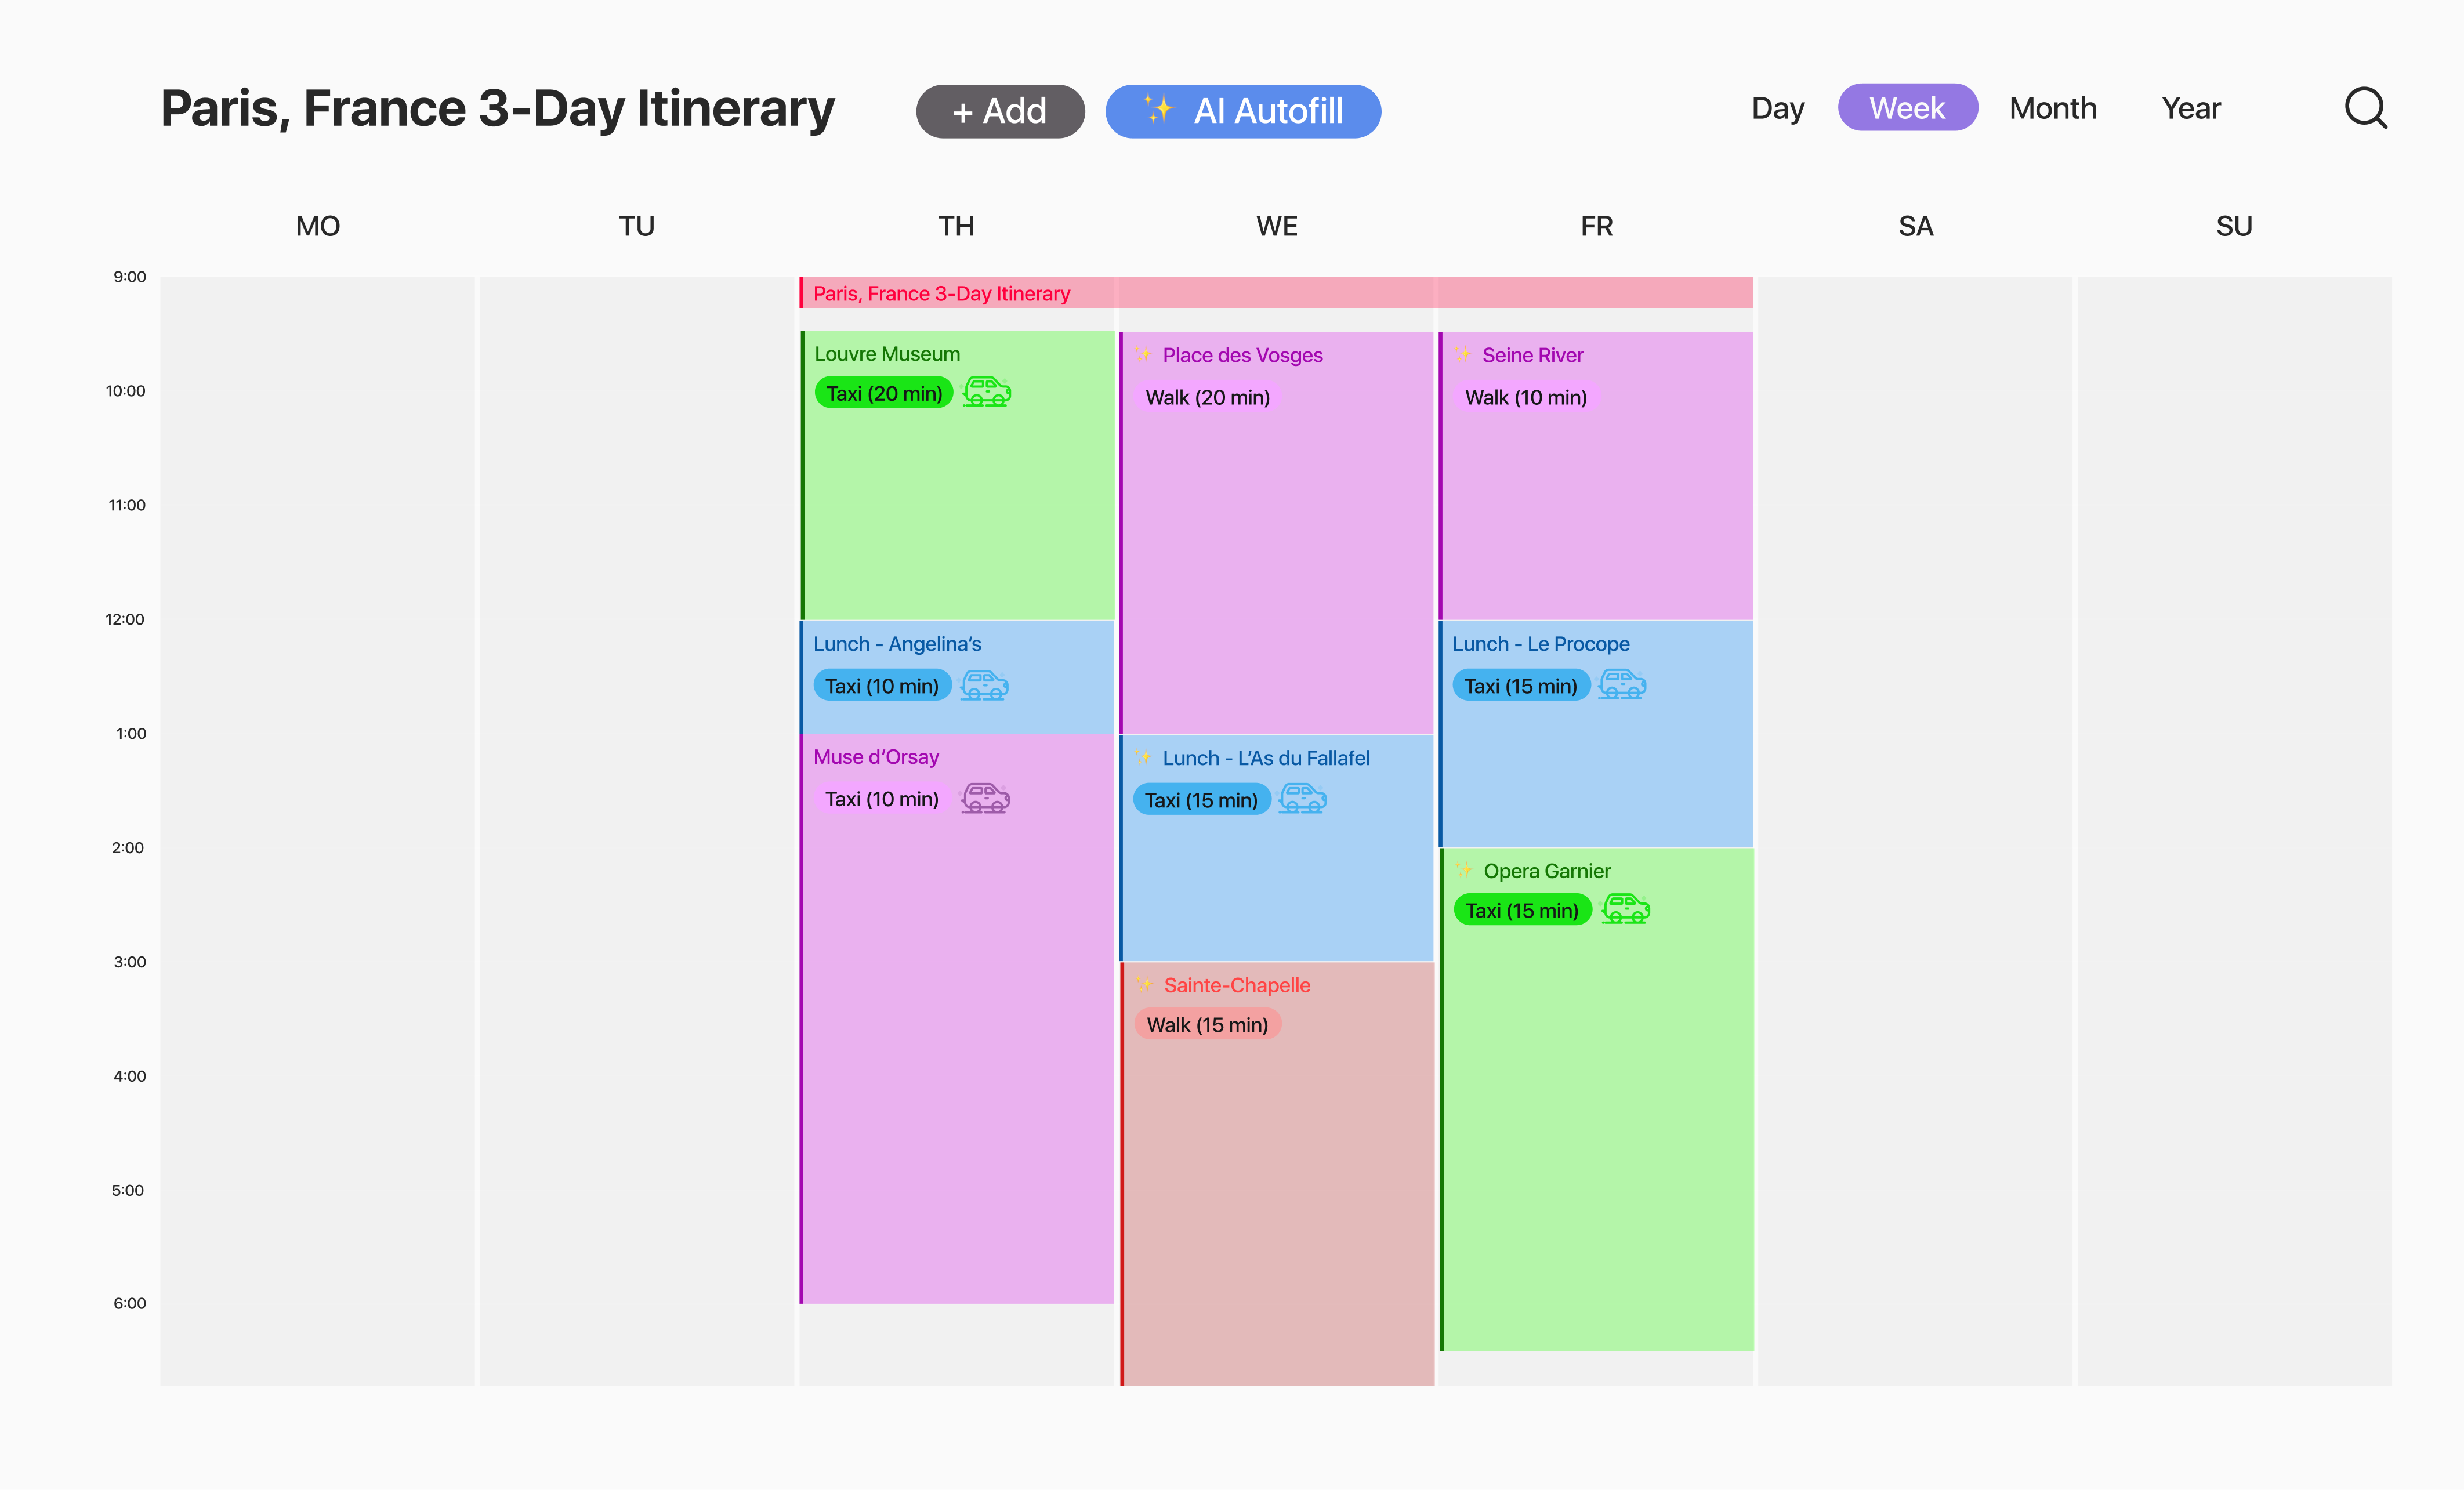 Paris, France 3-Day Itinerary
+ Add
✨ AI Autofill
Day
Week
Month
Year
MO
TU
TH
WE
FR
SA
SU
9:00
10:00
11:00
12:00
1:00
2:00
3:00
4:00
5:00
6:00
Paris, France 3-Day Itinerary
Louvre Museum
Taxi (20 min)
Lunch - Angelina’s
Taxi (10 min)
Muse d’Orsay
Taxi (10 min)
✨ Place des Vosges
Walk (20 min)
✨ Lunch - L’As du Fallafel
Taxi (15 min)
✨ Sainte-Chapelle
Walk (15 min)
✨ Seine River
Walk (10 min)
Lunch - Le Procope
Taxi (15 min)
✨ Opera Garnier
Taxi (15 min)